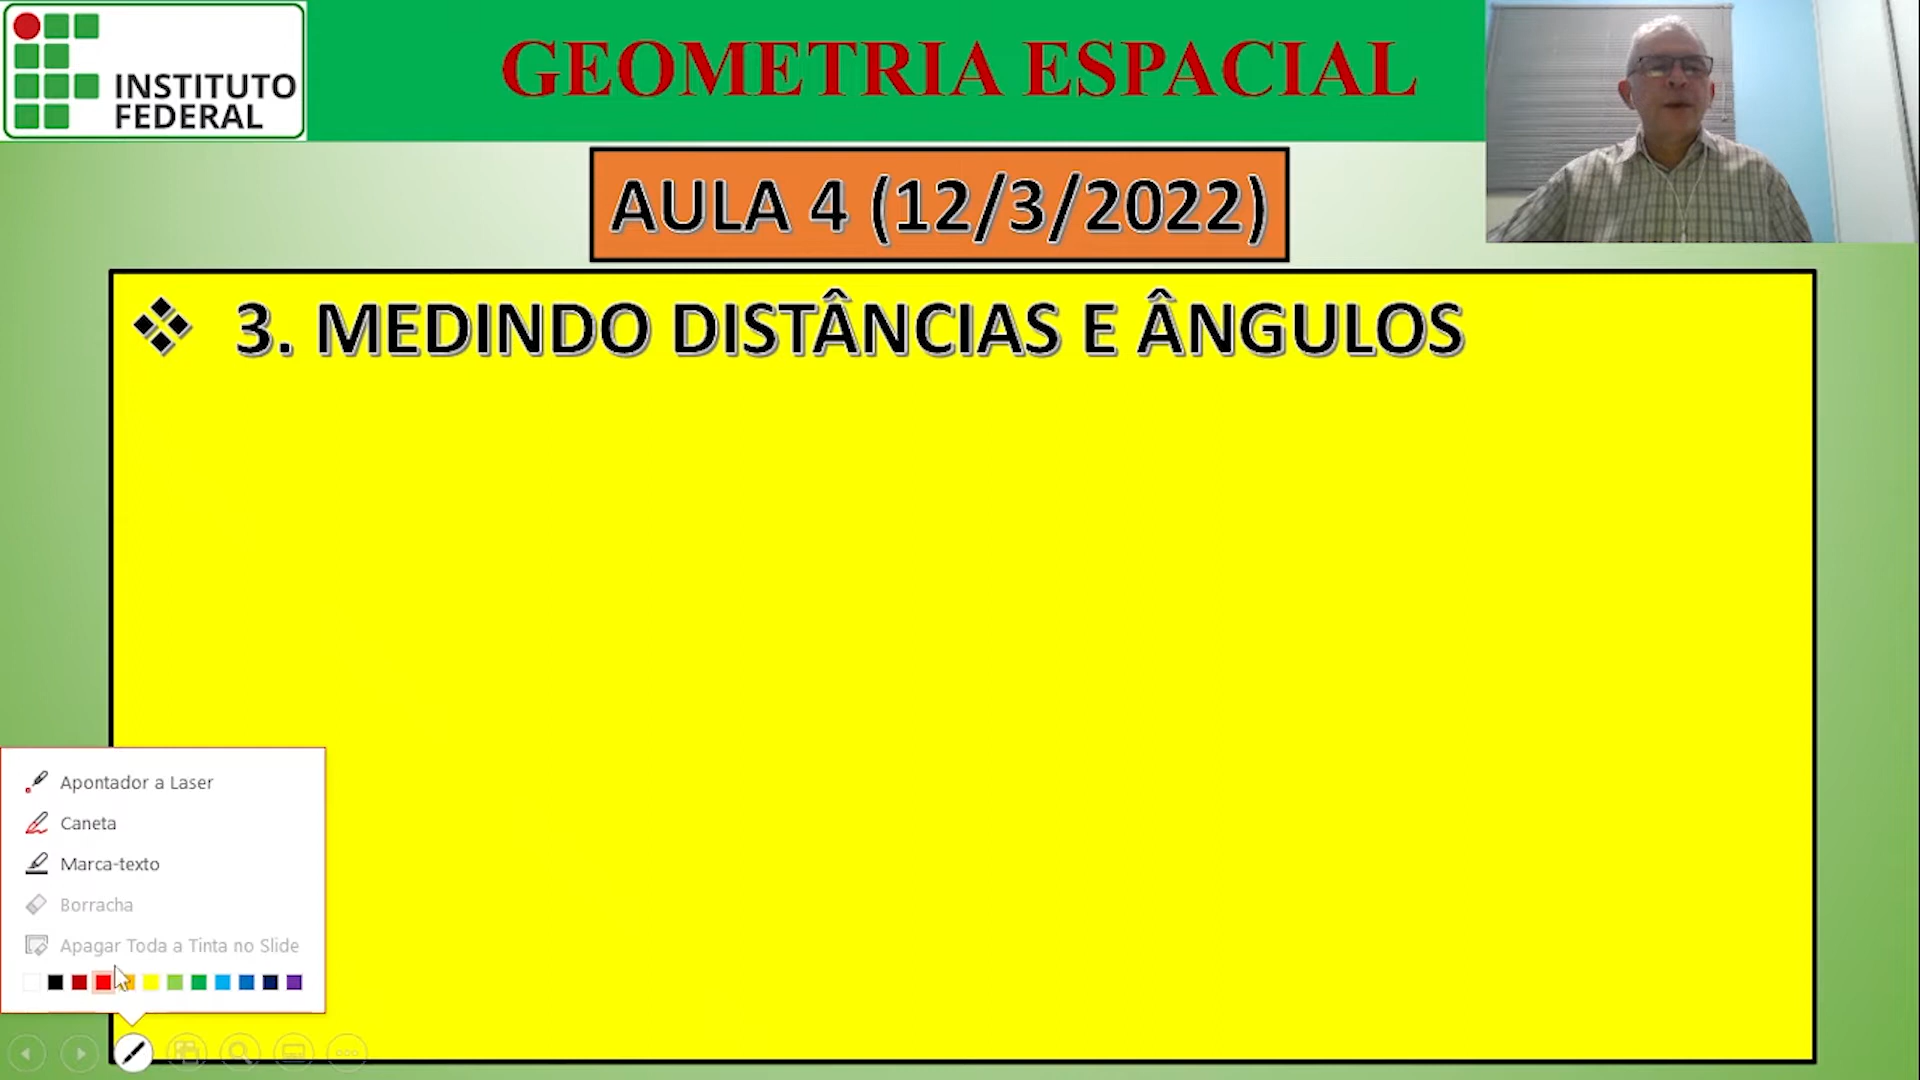 INSTITUTO
FEDERAL
GEOMETRIA ESPACIAL
AULA 4 (12/3/2022)
3. MEDINDO DISTÂNCIAS E ÂNGULOS
Apontador a Laser
Caneta
Marca-texto
Borracha
Apagar Toda a Tinta no Slide